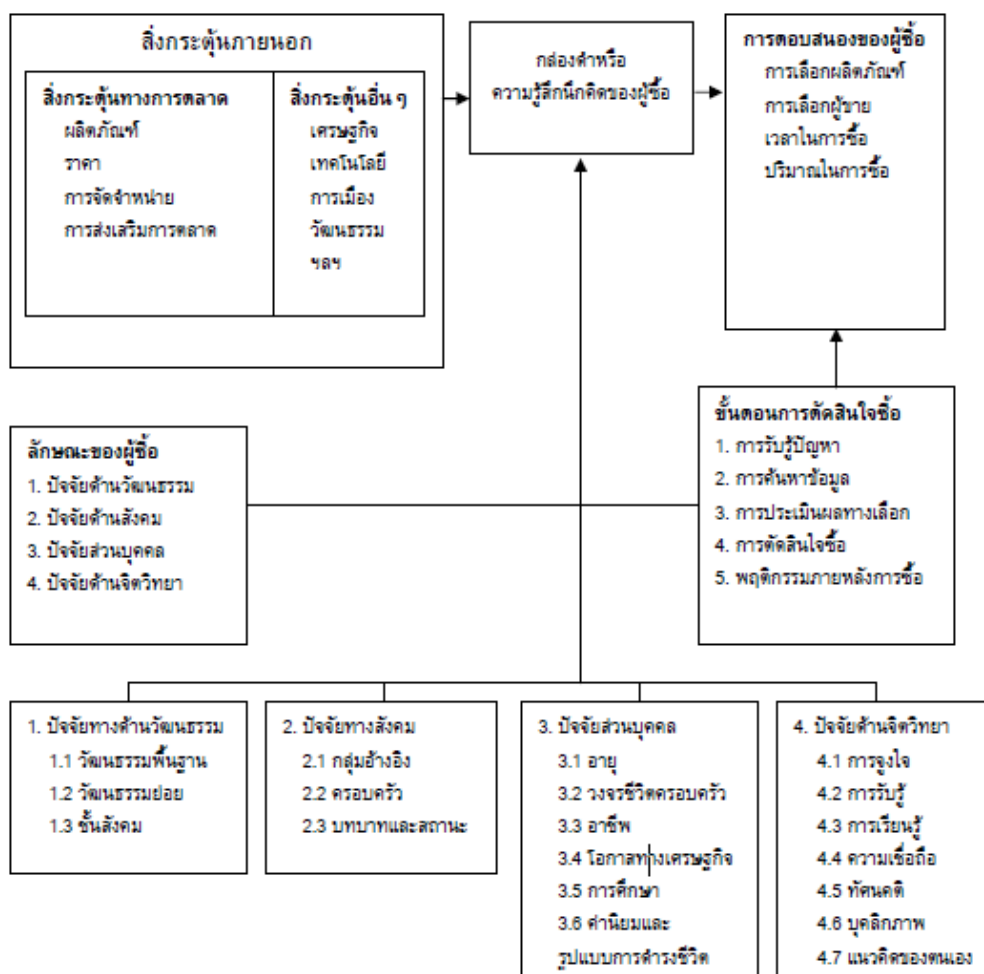 สิ่งกระตุ้นภายนอก
สิ่งกระตุ้นทางการตลาด
ผลิตภัณฑ์
ราคา
การจัดจำหน่าย
การส่งเสริมการตลาด
สิ่งกระตุ้นอื่น ๆ
เศรษฐกิจ
เทคโนโลยี
การเมือง
วัฒนธรรม
ฯลฯ
กล่องดำหรือ
ความรู้สึกนึกคิดของผู้ซื้อ
การตอบสนองของผู้ซื้อ
การเลือกผลิตภัณฑ์
การเลือกผู้ขาย
เวลาในการซื้อ
ปริมาณในการซื้อ
ลักษณะของผู้ซื้อ
1. ปัจจัยด้านวัฒนธรรม
2. ปัจจัยด้านสังคม
3. ปัจจัยส่วนบุคคล
4. ปัจจัยด้านจิตวิทยา
ขั้นตอนการตัดสินใจซื้อ
1. การรับรู้ปัญหา
2. การค้นหาข้อมูล
3. การประเมินผลทางเลือก
4. การตัดสินใจซื้อ
5. พฤติกรรมภายหลังการซื้อ
1. ปัจจัยทางด้านวัฒนธรรม
1.1 วัฒนธรรมพื้นฐาน
1.2 วัฒนธรรมย่อย
1.3 ชั้นสังคม
2. ปัจจัยทางสังคม
2.1 กลุ่มอ้างอิง
2.2 ครอบครัว
2.3 บทบาทและสถานะ
3. ปัจจัยส่วนบุคคล
3.1 อายุ
3.2 วงจรชีวิตครอบครัว
3.3 อาชีพ
3.4 โอกาสทางเศรษฐกิจ
3.5 การศึกษา
3.6 ค่านิยมและ
รูปแบบการดำรงชีวิต
4. ปัจจัยด้านจิตวิทยา
4.1 การจูงใจ
4.2 การรับรู้
4.3 การเรียนรู้
4.4 ความเชื่อถือ
4.5 ทัศนคติ
4.6 บุคลิกภาพ
4.7 แนวคิดของตนเอง